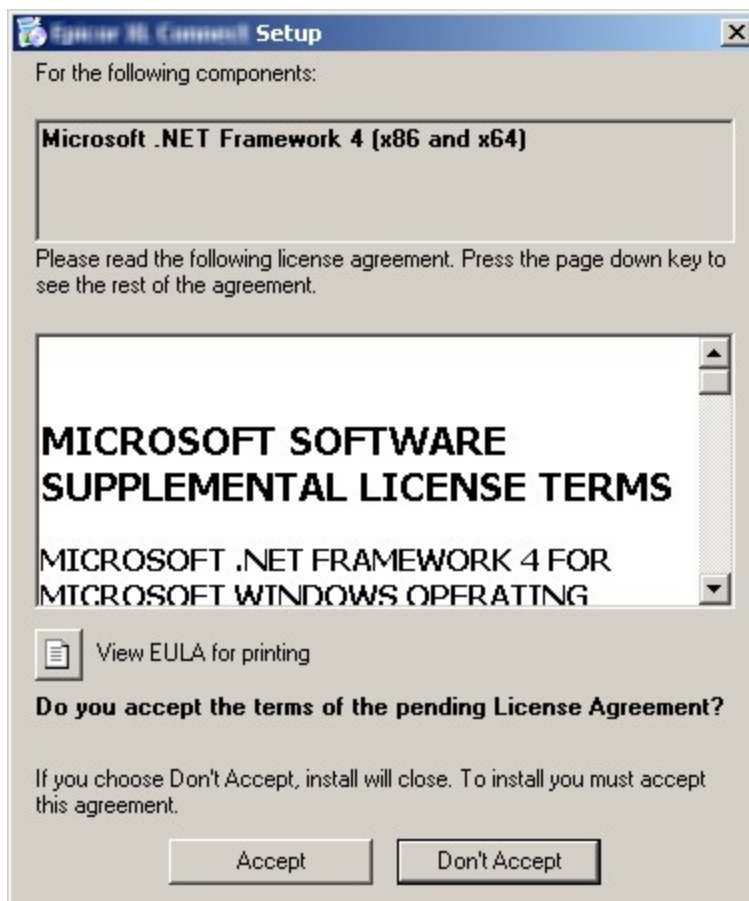 Setup
For the following components:
Microsoft .NET Framework 4 (x86 and x64)
Please read the following license agreement. Press the page down key to
see the rest of the agreement.
MICROSOFT SOFTWARE
SUPPLEMENTAL LICENSE TERMS
MICROSOFT .NET FRAMEWORK 4 FOR
MICROSOFT WINDOWS OPERATING
View EULA for printing
Do you accept the terms of the pending License Agreement?
If you choose Don't Accept, install will close. To install you must accept
this agreement.
Accept
Don't Accept